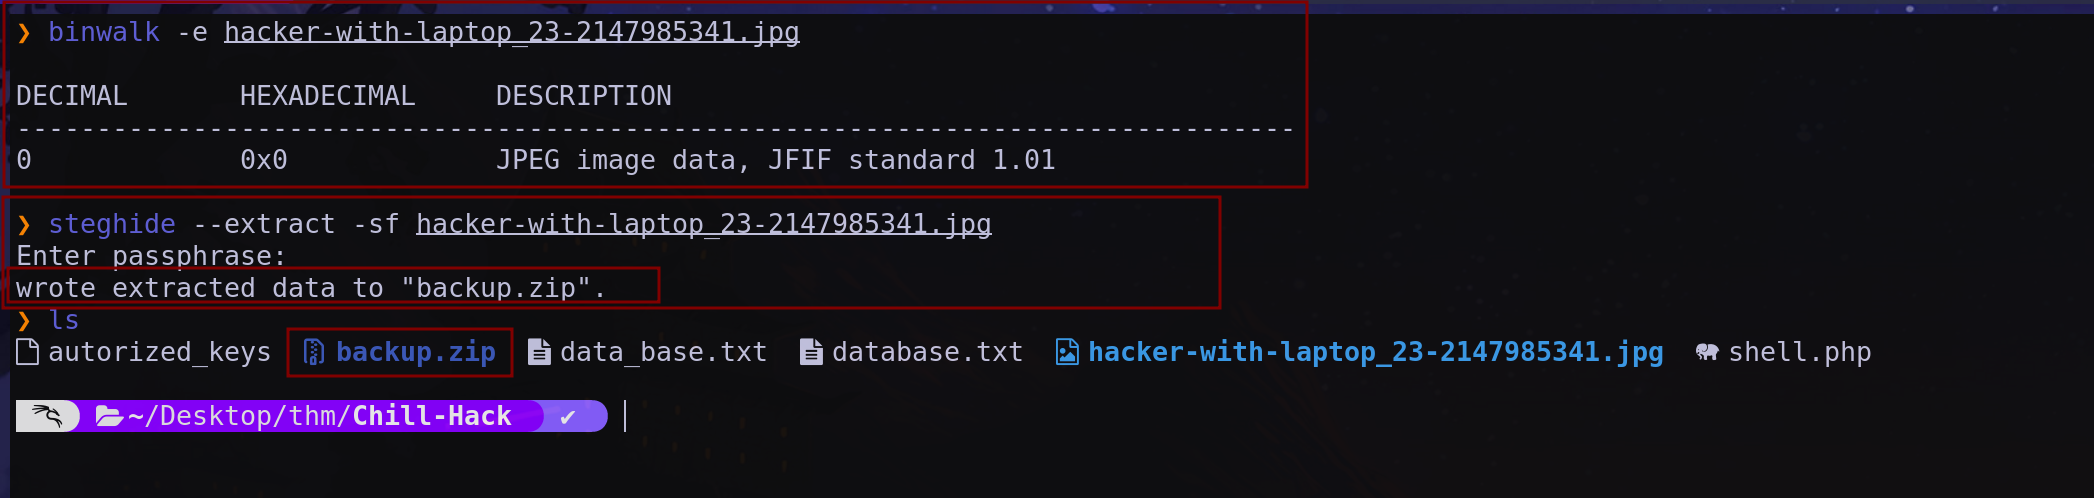 ❯ binwalk -e hacker-with-laptop_23-2147985341.jpg
DECIMAL       HEXADECIMAL     DESCRIPTION
--------------------------------------------------------------------------------
0             0x0             JPEG image data, JFIF standard 1.01
❯ steghide --extract -sf hacker-with-laptop_23-2147985341.jpg
Enter passphrase:
wrote extracted data to "backup.zip".
❯ ls
autorized_keys  backup.zip  data_base.txt  database.txt  hacker-with-laptop_23-2147985341.jpg  shell.php
~/Desktop/thm/Chill-Hack ✔